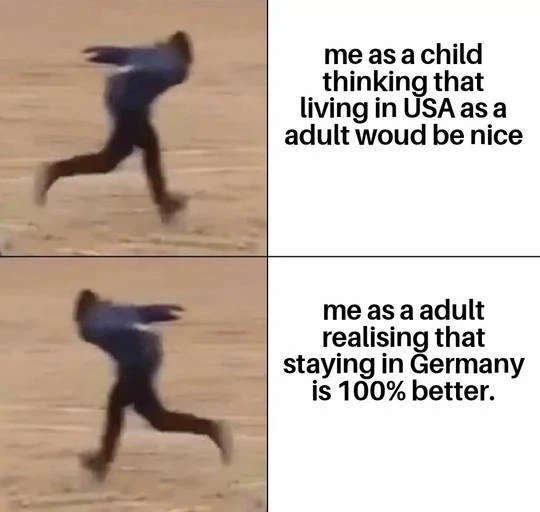 me as a child
thinking that
living in USA as a
adult woud be nice
me as a adult
realising that
staying in Germany
is 100% better.